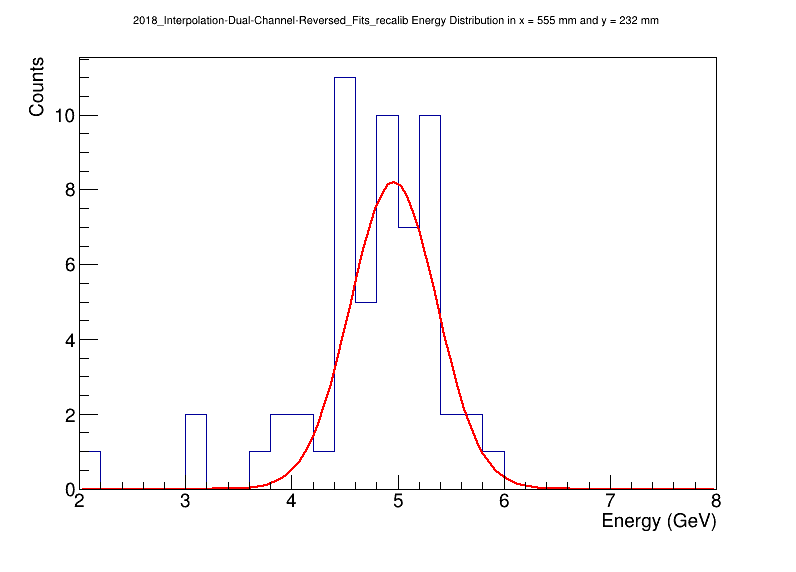 2018_Interpolation-Dual-Channel-Reversed_Fits_recalib Energy Distribution in x = 555 mm and y = 232 mm
Counts
10
8
6
4
2
0
2 3 4 5 6 7 8
Energy (GeV)